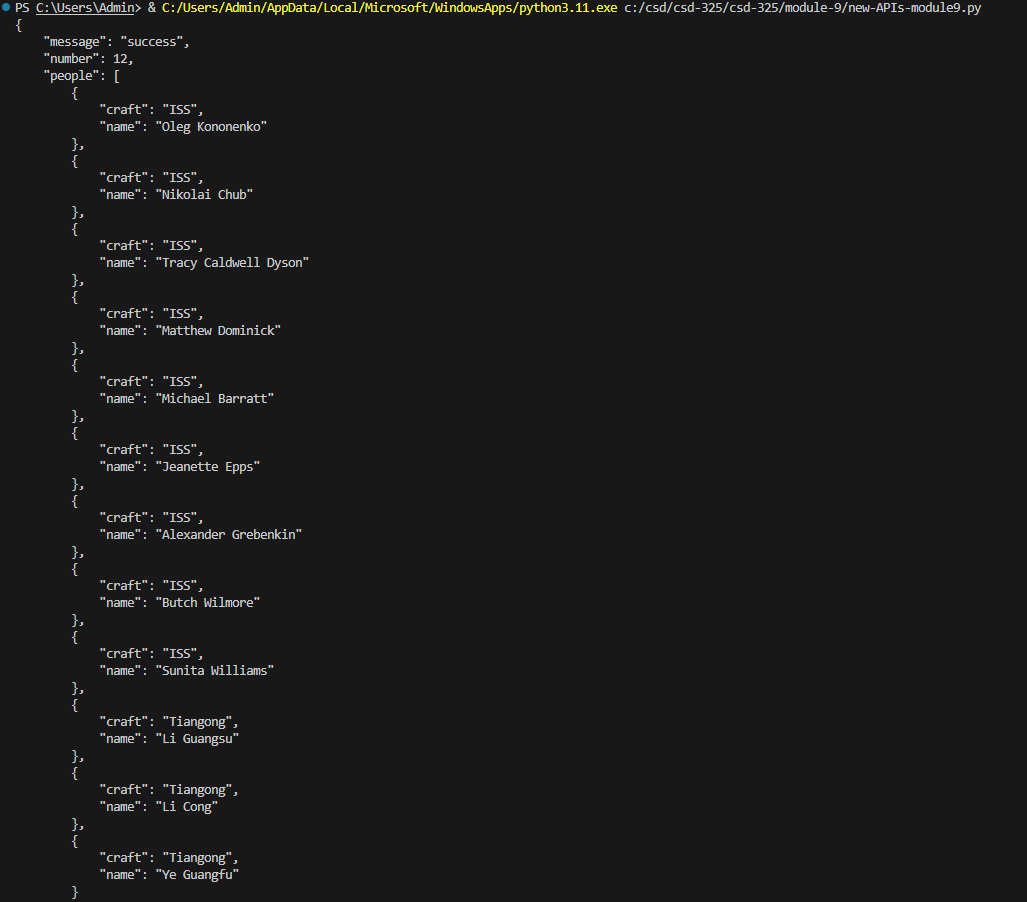 PS C:\Users\Admin> & C:/Users/Admin/AppData/Local/Microsoft/WindowsApps/python3.11.exe c:/csd/csd-325/csd-325/module-9/new-APIs-module9.py
{
    "message": "success",
    "number": 12,
    "people": [
        {
            "craft": "ISS",
            "name": "Oleg Kononenko"
        },
        {
            "craft": "ISS",
            "name": "Nikolai Chub"
        },
        {
            "craft": "ISS",
            "name": "Tracy Caldwell Dyson"
        },
        {
            "craft": "ISS",
            "name": "Matthew Dominick"
        },
        {
            "craft": "ISS",
            "name": "Michael Barratt"
        },
        {
            "craft": "ISS",
            "name": "Jeanette Epps"
        },
        {
            "craft": "ISS",
            "name": "Alexander Grebenkin"
        },
        {
            "craft": "ISS",
            "name": "Butch Wilmore"
        },
        {
            "craft": "ISS",
            "name": "Sunita Williams"
        },
        {
            "craft": "Tiangong",
            "name": "Li Guangsu"
        },
        {
            "craft": "Tiangong",
            "name": "Li Cong"
        },
        {
            "craft": "Tiangong",
            "name": "Ye Guangfu"
        }